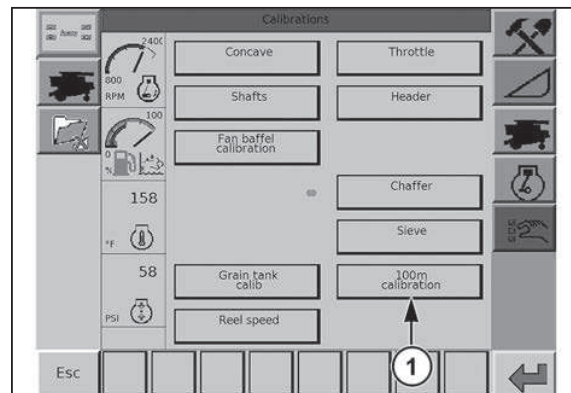 Calibrations
2400
800
RPM
Concave
Throttle
Shafts
Header
100
0
%
Fan baffel
calibration
158
°F
Chaffer
Sieve
58
PSI
Grain tank
calib
100m
calibration
Reel speed
1
Esc